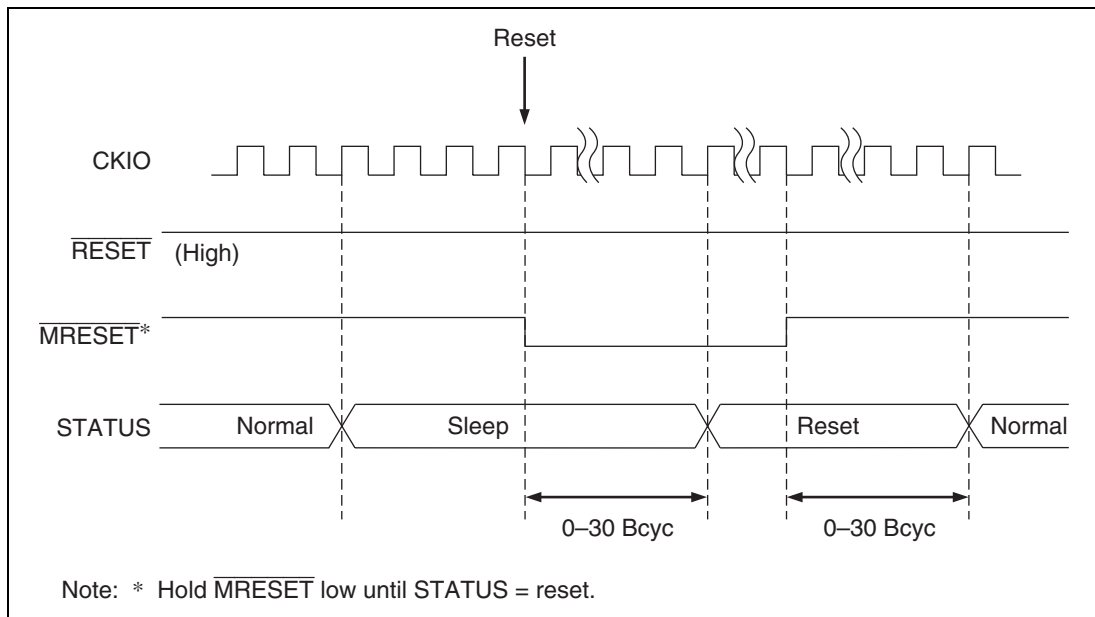 Reset
CKIO
RESET (High)
MRESET*
STATUS Normal Sleep Reset Normal
0–30 Bcyc 0–30 Bcyc
Note: * Hold MRESET low until STATUS = reset.